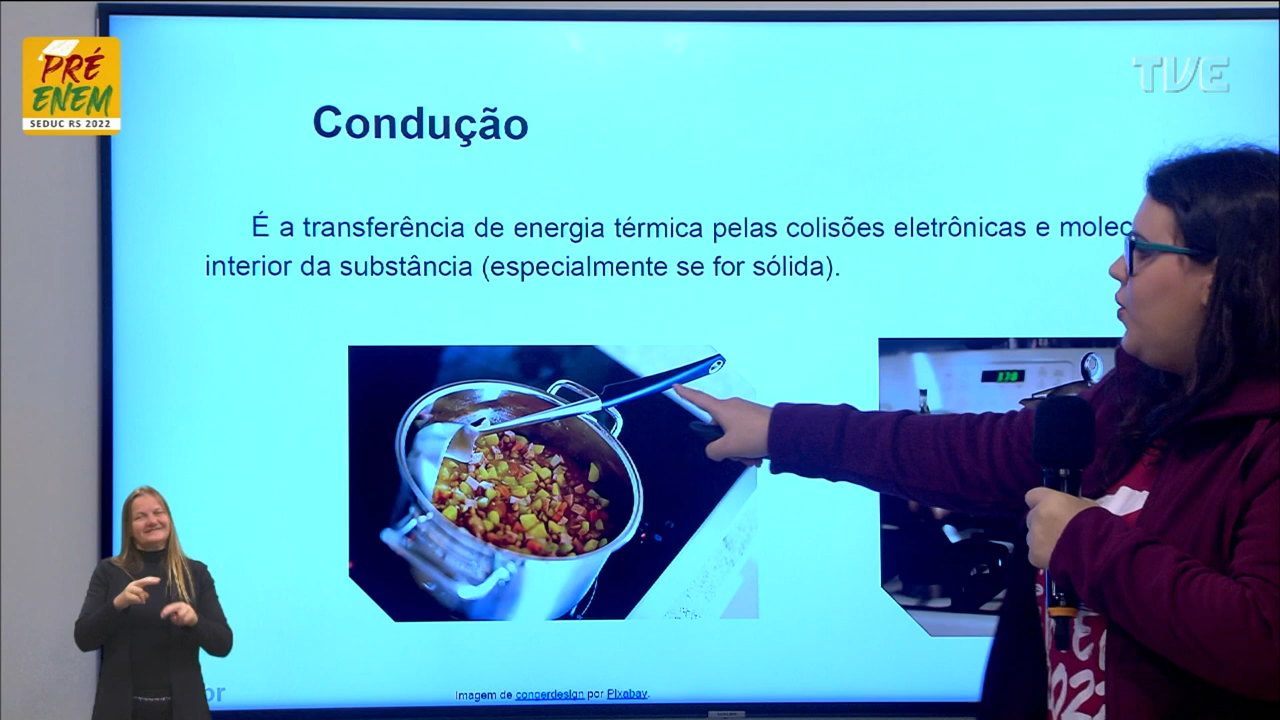 PRÉ
ENEM
SEDUC RS 2022
TVE
Condução
É a transferência de energia térmica pelas colisões eletrônicas e molec
interior da substância (especialmente se for sólida).
Imagem de congerdesign por Pixabay.